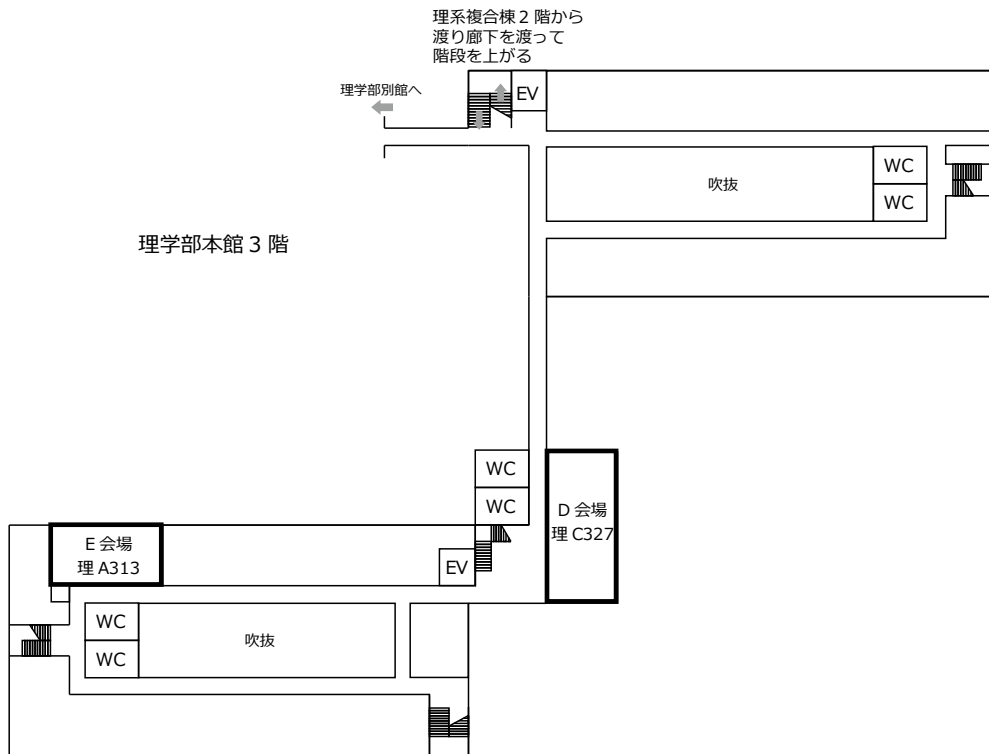 理系複合棟２階から
渡り廊下を渡って
階段を上がる
理学部別館へ
EV
WC
吹抜
WC
理学部本館３階
WC
WC
D 会場
理 C327
E 会場
理 A313
EV
WC
吹抜
WC